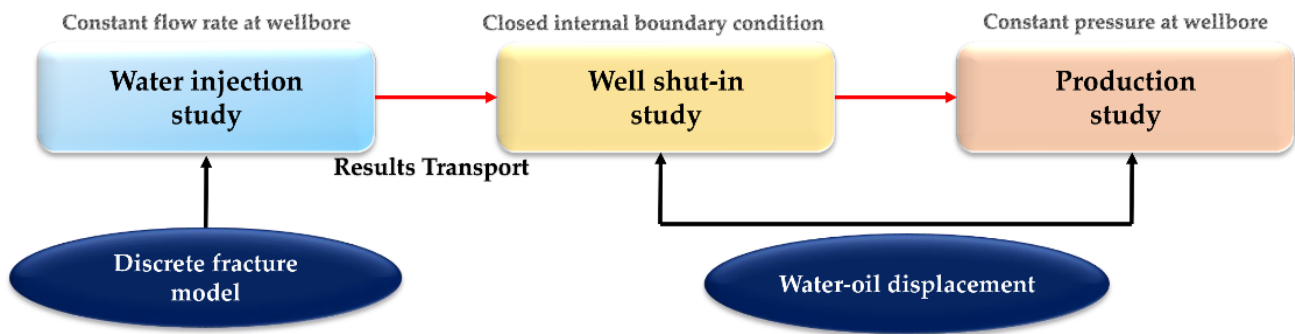 Constant flow rate at wellbore
Closed internal boundary condition
Constant pressure at wellbore
Water injection
study
Well shut-in
study
Production
study
Results Transport
Discrete fracture
model
Water-oil displacement